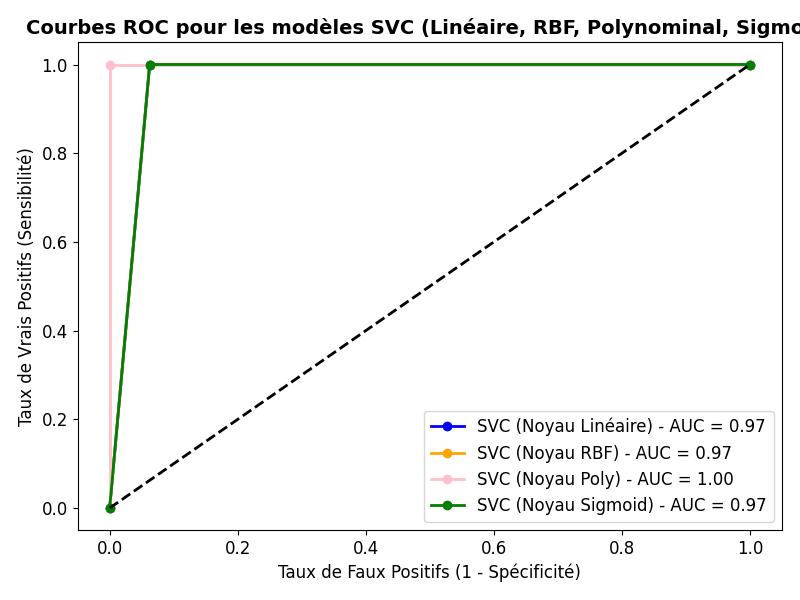 Courbes ROC pour les modèles SVC (Linéaire, RBF, Polynominal, Sigmo
1.0
0.8
0.6
0.4
0.2
0.0
Taux de Vrais Positifs (Sensibilité)
SVC (Noyau Linéaire) - AUC = 0.97
SVC (Noyau RBF) - AUC = 0.97
SVC (Noyau Poly) - AUC = 1.00
SVC (Noyau Sigmoid) - AUC = 0.97
0.0 0.2 0.4 0.6 0.8 1.0
Taux de Faux Positifs (1 - Spécificité)